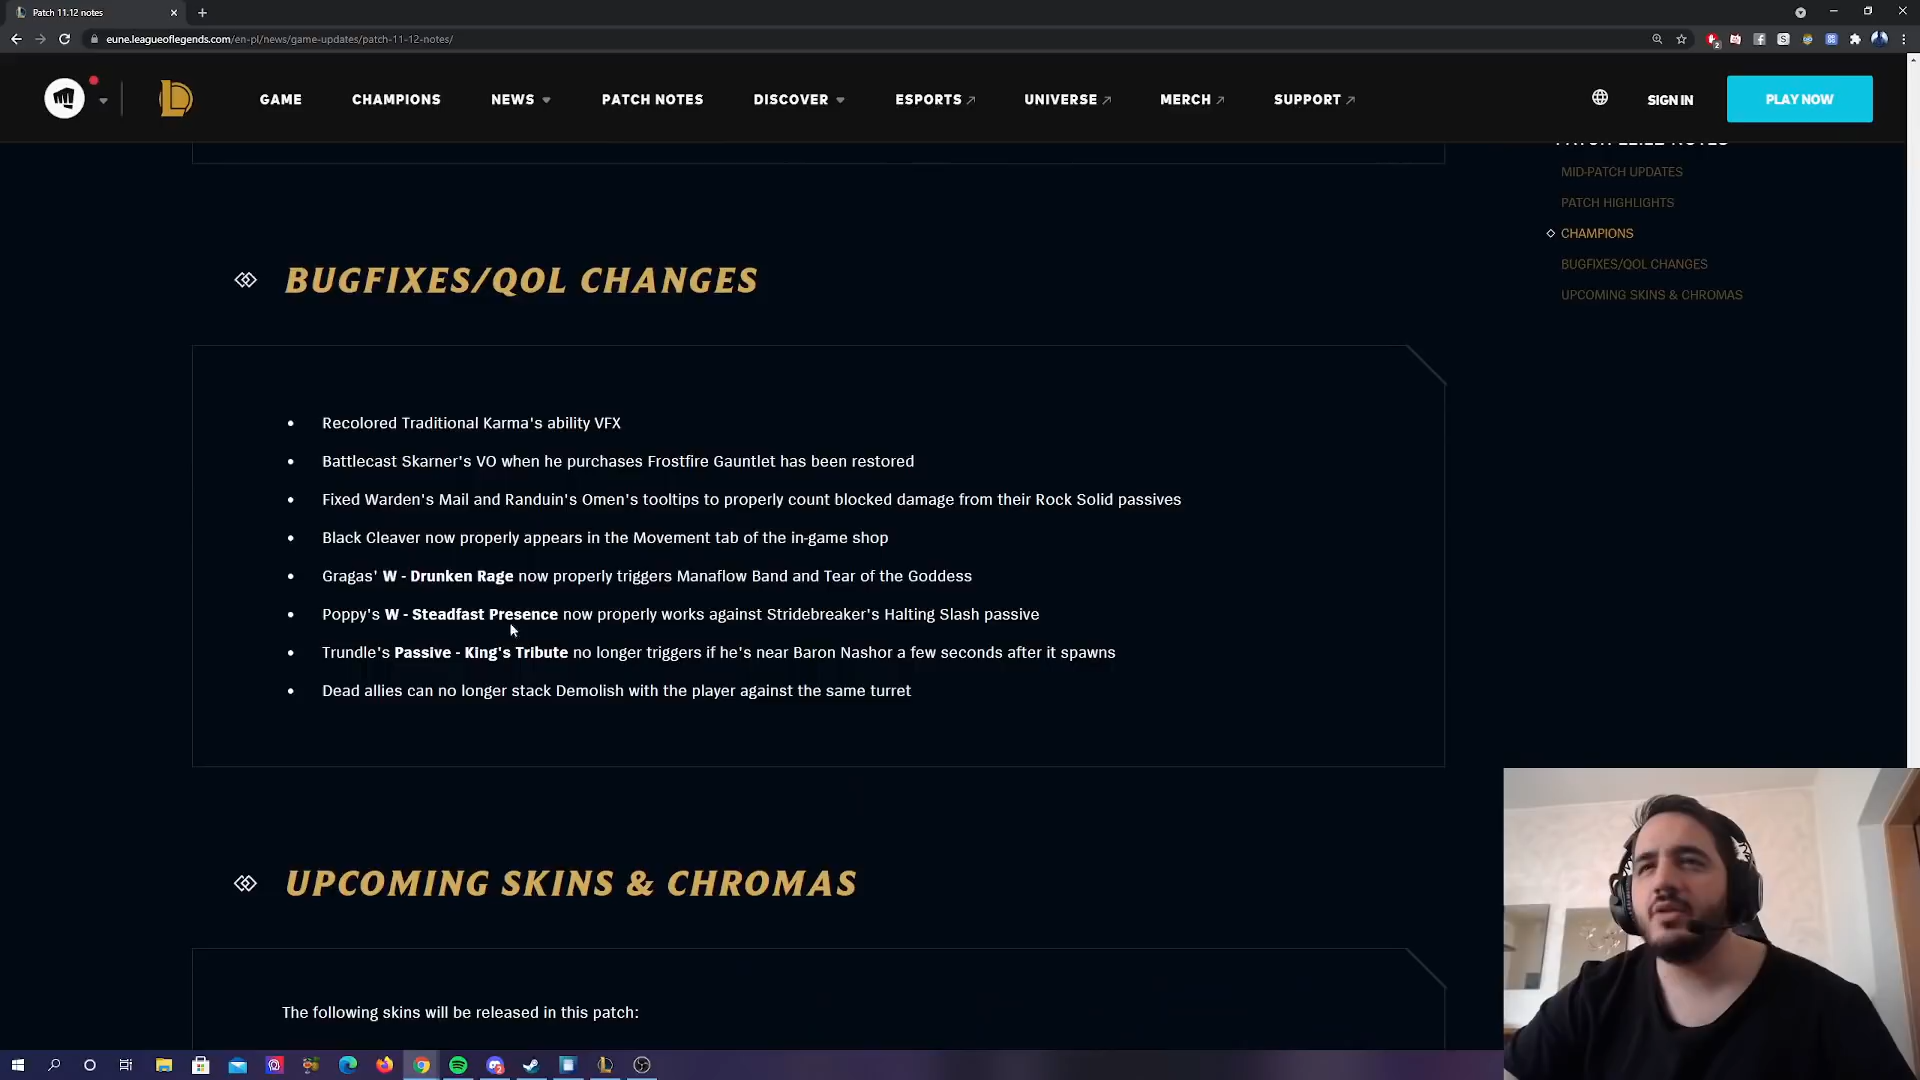 Patch 11.12 notes
eune.leagueoflegends.com/en-pl/news/game-updates/patch-11-12-notes/
GAME
CHAMPIONS
NEWS
PATCH NOTES
DISCOVER
ESPORTS
UNIVERSE
MERCH
SUPPORT
SIGN IN
PLAY NOW
PATCH 11.12 NOTES
MID-PATCH UPDATES
PATCH HIGHLIGHTS
CHAMPIONS
BUGFIXES/QOL CHANGES
UPCOMING SKINS & CHROMAS
BUGFIXES/QOL CHANGES
• Recolored Traditional Karma's ability VFX
• Battlecast Skarner's VO when he purchases Frostfire Gauntlet has been restored
• Fixed Warden's Mail and Randuin's Omen's tooltips to properly count blocked damage from their Rock Solid passives
• Black Cleaver now properly appears in the Movement tab of the in-game shop
• Gragas' W - Drunken Rage now properly triggers Manaflow Band and Tear of the Goddess
• Poppy's W - Steadfast Presence now properly works against Stridebreaker's Halting Slash passive
• Trundle's Passive - King's Tribute no longer triggers if he's near Baron Nashor a few seconds after it spawns
• Dead allies can no longer stack Demolish with the player against the same turret
UPCOMING SKINS & CHROMAS
The following skins will be released in this patch: